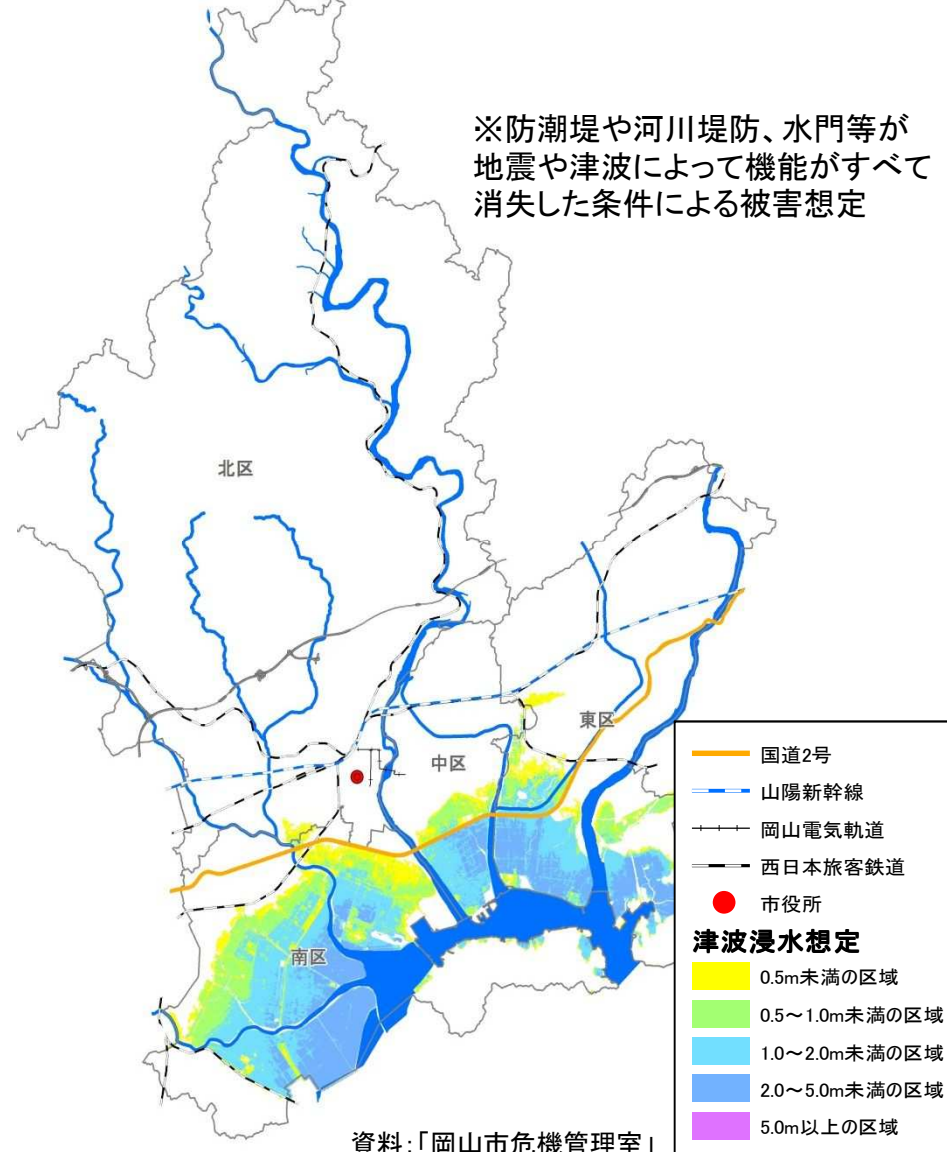 ※防潮堤や河川堤防、水門等が
地震や津波によって機能がすべて
消失した条件による被害想定
北区
東区
中区
南区
国道2号
山陽新幹線
岡山電気軌道
西日本旅客鉄道
市役所
津波浸水想定
0.5m未満の区域
0.5～1.0m未満の区域
1.0～2.0m未満の区域
2.0～5.0m未満の区域
5.0m以上の区域
資料:「岡山市危機管理室」